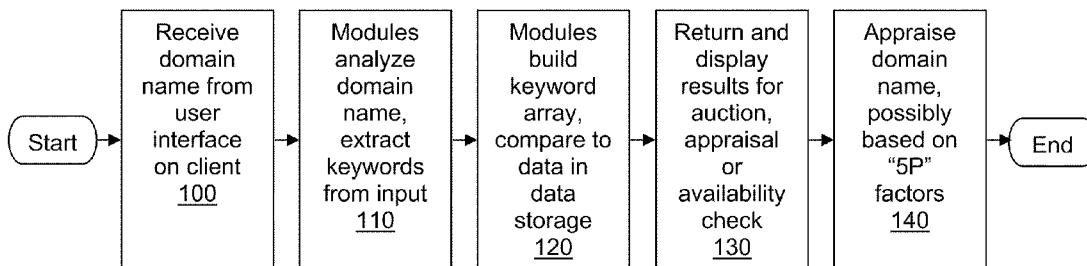 Start
Receive
domain
name from
user
interface
on client
100
Modules
analyze
domain
name,
extract
keywords
from input
110
Modules
build
keyword
array,
compare to
data in
data
storage
120
Return and
display
results for
auction,
appraisal
or
availability
check
130
Appraise
domain
name,
possibly
based on
“5P”
factors
140
End